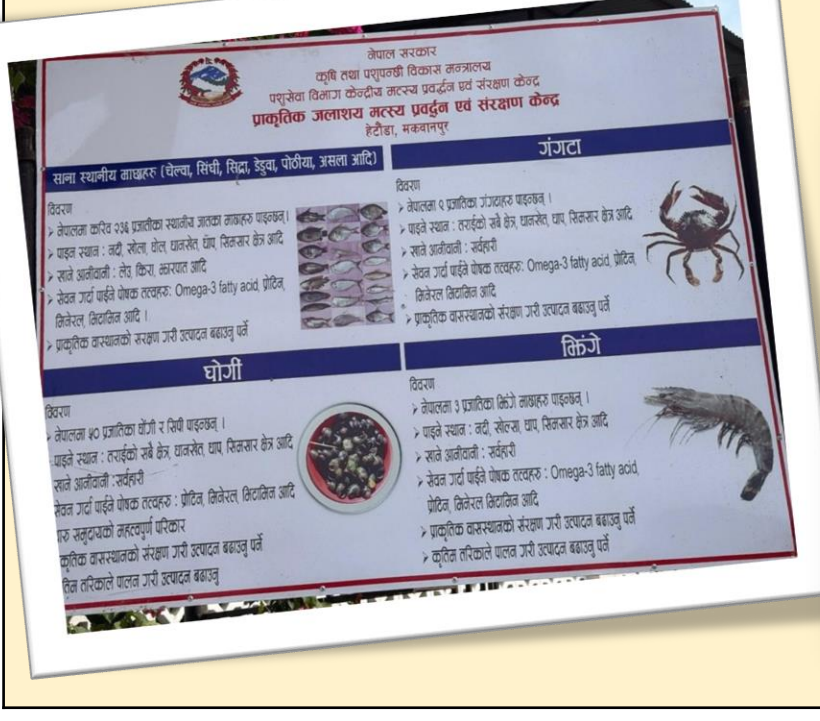 नेपाल सरकार
कृषि तथा पशुपन्छी विकास मन्त्रालय
पशुसेवा विभाग केन्द्रीय मत्स्य प्रवर्द्धन एवं संरक्षण केन्द्र
प्राकृतिक जलाशय मत्स्य प्रवर्द्धन एवं संरक्षण केन्द्र
हेटौंडा, मकवानपुर
साना स्थानीय माछाहरु (चेल्वा, सिंघी, सिद्रा, डेडुवा, पोठीया, असला आदि)
विवरण
➢ नेपालमा करिव २३६ प्रजातीका स्थानीय जातका माछाहरु पाइन्छन् ।
➢ पाइन स्थान : नदी, खोला, धानखेत, घाप, सिमसार क्षेत्र आदि
➢ खाने आनीवानी : लेउ, किरा, झारपात आदि
➢ सेवन गर्दा पाईने पोषक तत्वहरु: Omega-3 fatty acid, प्रोटिन,
मिनेरल, भिटामिन आदि ।
➢ प्राकृतिक वास्थानको संरक्षण गरी उत्पादन बढाउनु पर्ने
गंगटा
विवरण
➢ नेपालमा २ प्रजातिका गंगटाहरु पाइन्छन् ।
➢ पाइने स्थान : तराईको सबै क्षेत्र, धानखेत, घाप, सिमसार क्षेत्र आदि
➢ खाने आनीवानी : सर्वहारी
➢ सेवन गर्दा पाईने पोषक तत्वहरु: Omega-3 fatty acid, प्रोटिन,
मिनेरल भिटामिन आदि
➢ प्राकृतिक वासस्थानको संरक्षण गरी उत्पादन बढाउनु पर्ने
घोगीं
विवरण
➢ नेपालमा ५० प्रजातिका घोंगी र सिपी पाइन्छन् ।
पाइने स्थान : तराईको सबै क्षेत्र, धानखेत, घाप, सिमसार क्षेत्र आदि
खाने आनीवानी :सर्वहारी
सेवन गर्दा पाईने पोषक तत्वहरु : प्रोटिन, मिनेरल, भिटामिन आदि
समुदायको महत्वपुर्ण परिकार
वासस्थानको संरक्षण गरी उत्पादन बढाउनु पर्ने
तरिकाले पालन गरी उत्पादन बढाउनु
झिंगे
विवरण
➢ नेपालमा ३ प्रजातिका झिंगे माछाहरु पाइन्छन् ।
➢ पाइने स्थान : नदी, खोल्सा, घाप, सिमसार क्षेत्र आदि
➢ खाने आनीवानी : सर्वहारी
➢ सेवन गर्दा पाईने पोषक तत्वहरु : Omega-3 fatty acid,
प्रोटिन, मिनेरल भिटामिन आदि
➢ प्राकृतिक वासस्थानको संरक्षण गरी उत्पादन बढाउनु पर्ने
➢ कृतिम तरिकाले पालन गरी उत्पादन बढाउनु पर्ने